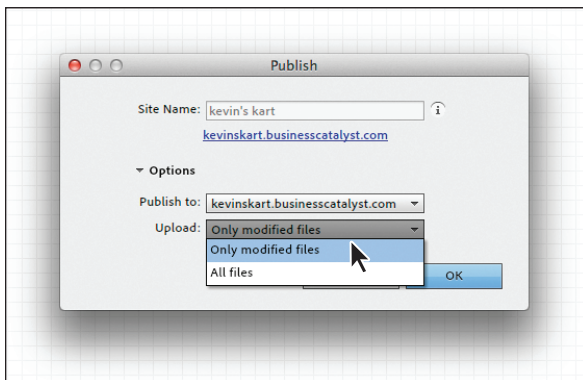 Publish
Site Name: kevin's kart
kevinskart.businesscatalyst.com
Options
Publish to: kevinskart.businesscatalyst.com
Upload: Only modified files
Only modified files
All files
OK